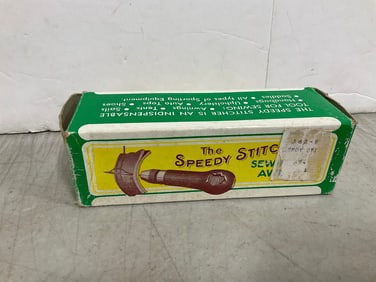 THE SPEEDY STITCHER IS AN INDISPENSABLE
TOOL FOR SEWING:
• Awnings • Tents • Sails
• Handbags • Upholstery • Auto Tops • Shoes
• Saddles • All types of Sporting Equipment
The
SPEEDY STITC
SEW
AW